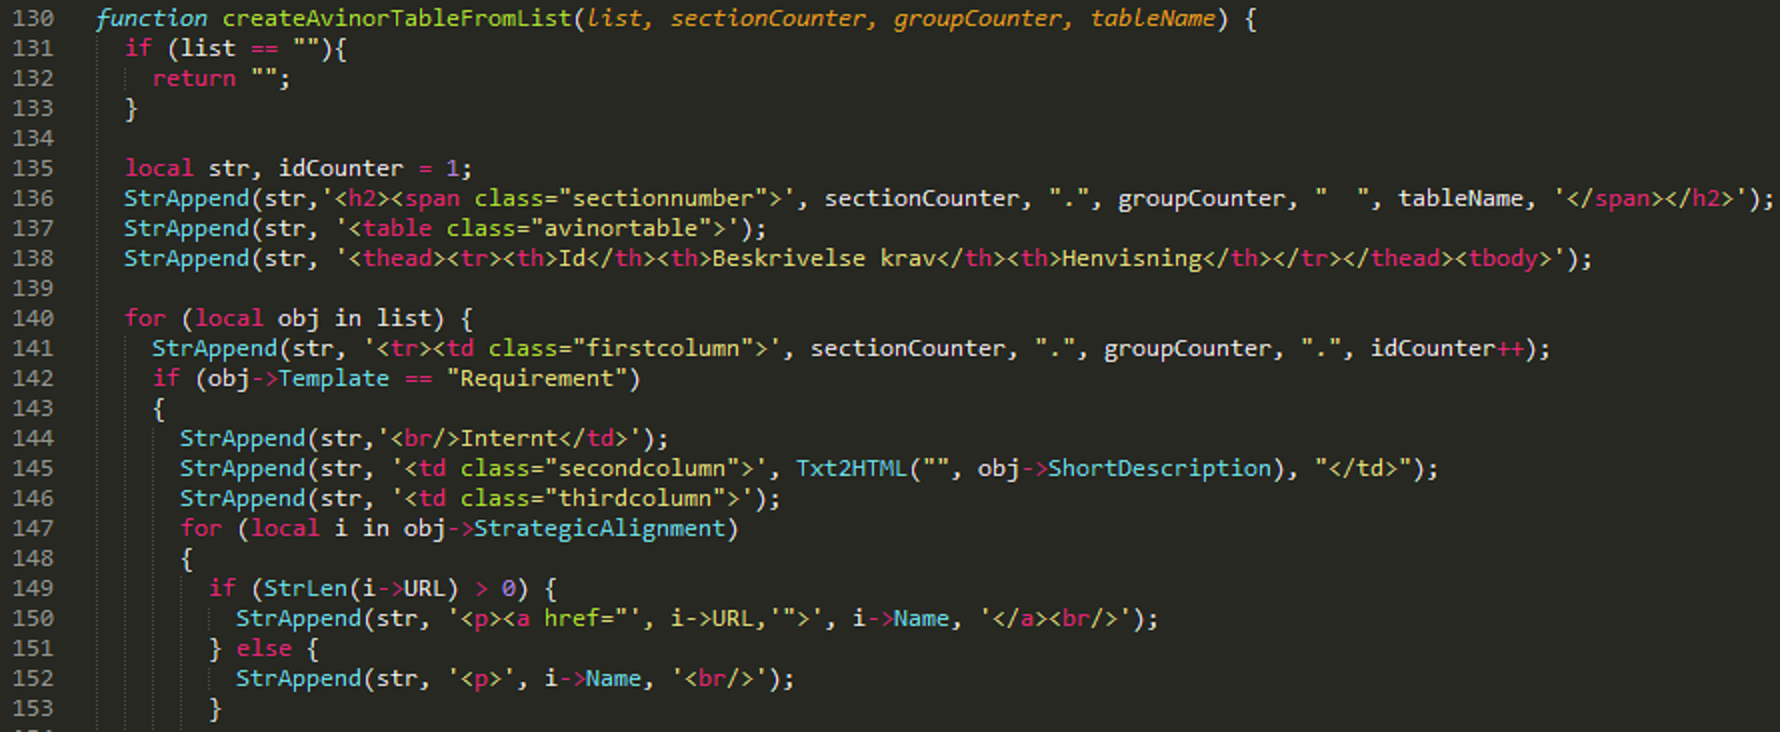 130 function createAvinorTableFromList(list, sectionCounter, groupCounter, tableName) {
131 if (list == ""){
132 return "";
133 }
134
135 local str, idCounter = 1;
136 StrAppend(str,'<h2><span class="sectionnumber">', sectionCounter, ".", groupCounter, "  ", tableName, '</span></h2>');
137 StrAppend(str, '<table class="avinortable">');
138 StrAppend(str, '<thead><tr><th>Id</th><th>Beskrivelse krav</th><th>Henvisning</th></tr></thead><tbody>');
139
140 for (local obj in list) {
141 StrAppend(str, '<tr><td class="firstcolumn">', sectionCounter, ".", groupCounter, ".", idCounter++);
142 if (obj->Template == "Requirement")
143 {
144 StrAppend(str,'<br/>Internt</td>');
145 StrAppend(str, '<td class="secondcolumn">', Txt2HTML("", obj->ShortDescription), "</td>");
146 StrAppend(str, '<td class="thirdcolumn">');
147 for (local i in obj->StrategicAlignment)
148 {
149 if (StrLen(i->URL) > 0) {
150 StrAppend(str, '<p><a href="', i->URL,'">', i->Name, '</a><br/>');
151 } else {
152 StrAppend(str, '<p>', i->Name, '<br/>');
153 }